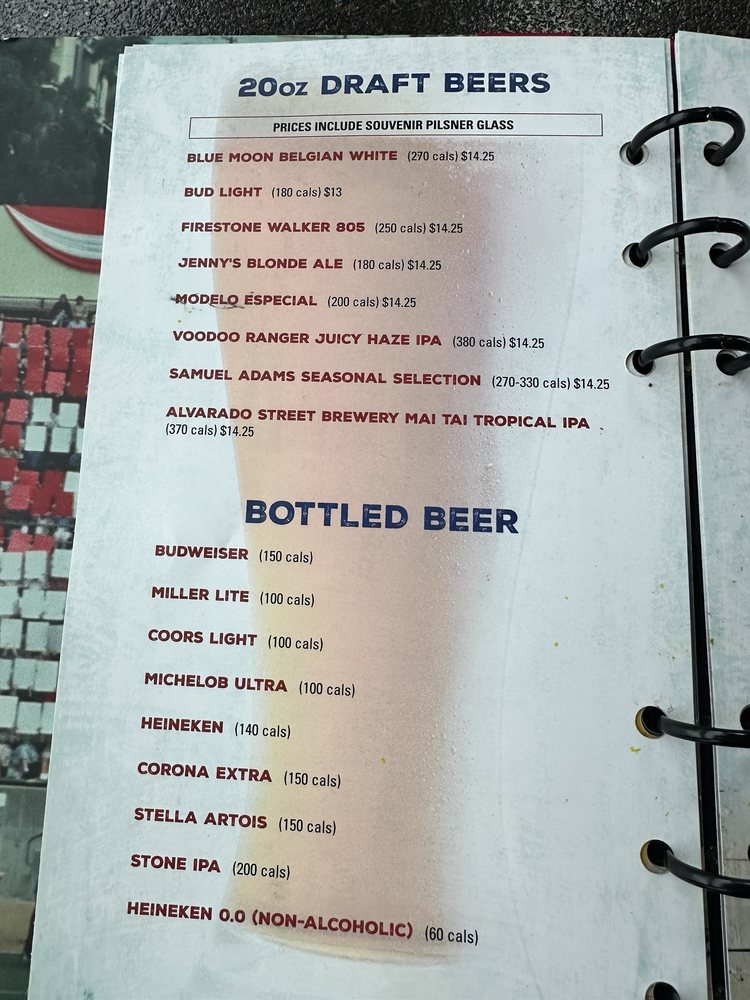 20oz DRAFT BEERS
PRICES INCLUDE SOUVENIR PILSNER GLASS
BLUE MOON BELGIAN WHITE (270 cals) $14.25
BUD LIGHT (180 cals) $13
FIRESTONE WALKER 805 (250 cals) $14.25
JENNY'S BLONDE ALE (180 cals) $14.25
MODELO ESPECIAL (200 cals) $14.25
VOODOO RANGER JUICY HAZE IPA (380 cals) $14.25
SAMUEL ADAMS SEASONAL SELECTION (270-330 cals) $14.25
ALVARADO STREET BREWERY MAI TAI TROPICAL IPA
(370 cals) $14.25
BOTTLED BEER
BUDWEISER (150 cals)
MILLER LITE (100 cals)
COORS LIGHT (100 cals)
MICHELOB ULTRA (100 cals)
HEINEKEN (140 cals)
CORONA EXTRA (150 cals)
STELLA ARTOIS (150 cals)
STONE IPA (200 cals)
HEINEKEN 0.0 (NON-ALCOHOLIC) (60 cals)